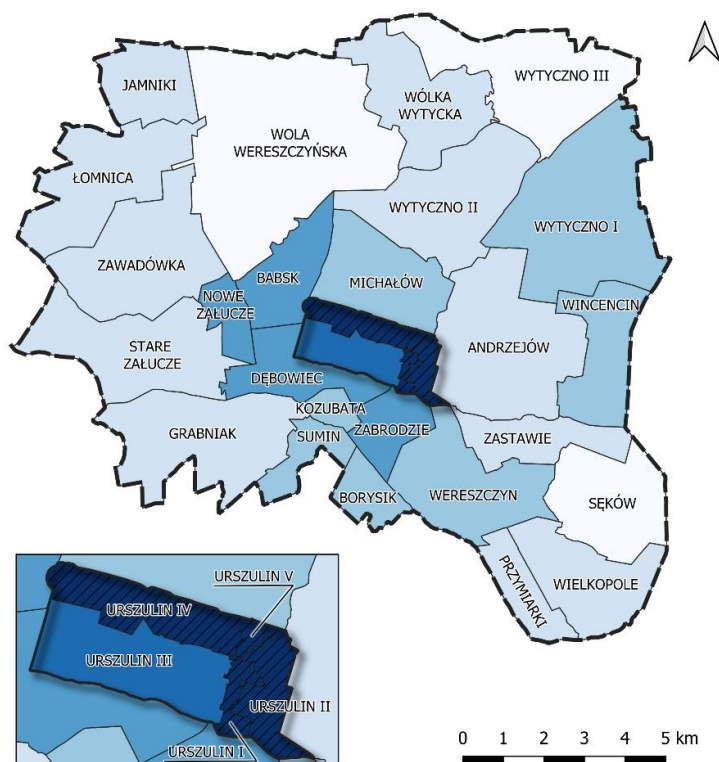 JAMNIKI
WYTYCZNO III
WÓLKA
WYTYCKA
WOLA
WERESZCZYŃSKA
ŁOMNICA
WYTYCZNO II
WYTYCZNO I
ZAWADÓWKA
BABSK
MICHAŁÓW
NOWE
ZAŁUCZE
WINCENCIN
STARE
ZAŁUCZE
ANDRZEJÓW
DĘBOWIEC
KOZUBATA
GRABNIAK
SUMIN
ZABRODZIE
ZASTAWIE
BORYSIK
WERESZCZYN
SĘKÓW
PRZYMIARKI
WIELKOPOLE
URSZULIN V
URSZULIN IV
URSZULIN III
URSZULIN II
URSZULIN I
0 1 2 3 4 5 km